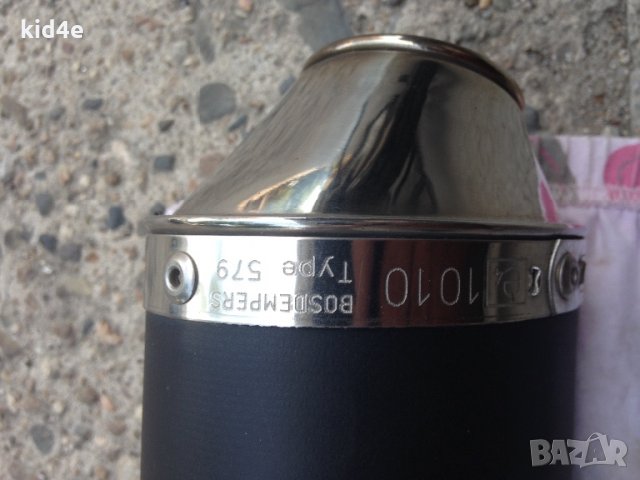 kid4e
BOSDEMPERS
Type 579
1010
BAZAR